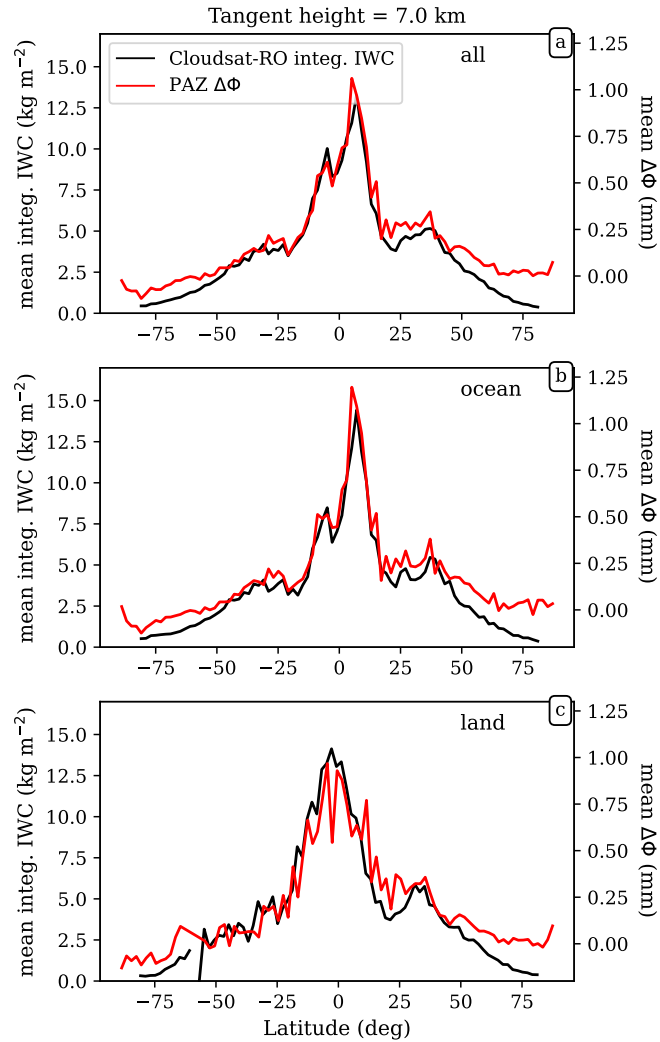 Tangent height = 7.0 km
a
all
Cloudsat-RO integ. IWC
PAZ ΔΦ
mean integ. IWC (kg m⁻²)
15.0
12.5
10.0
7.5
5.0
2.5
0.0
mean ΔΦ (mm)
1.25
1.00
0.75
0.50
0.25
0.00
−75 −50 −25 0 25 50 75
b
ocean
mean integ. IWC (kg m⁻²)
15.0
12.5
10.0
7.5
5.0
2.5
0.0
mean ΔΦ (mm)
1.25
1.00
0.75
0.50
0.25
0.00
−75 −50 −25 0 25 50 75
c
land
mean integ. IWC (kg m⁻²)
15.0
12.5
10.0
7.5
5.0
2.5
0.0
mean ΔΦ (mm)
1.25
1.00
0.75
0.50
0.25
0.00
−75 −50 −25 0 25 50 75
Latitude (deg)